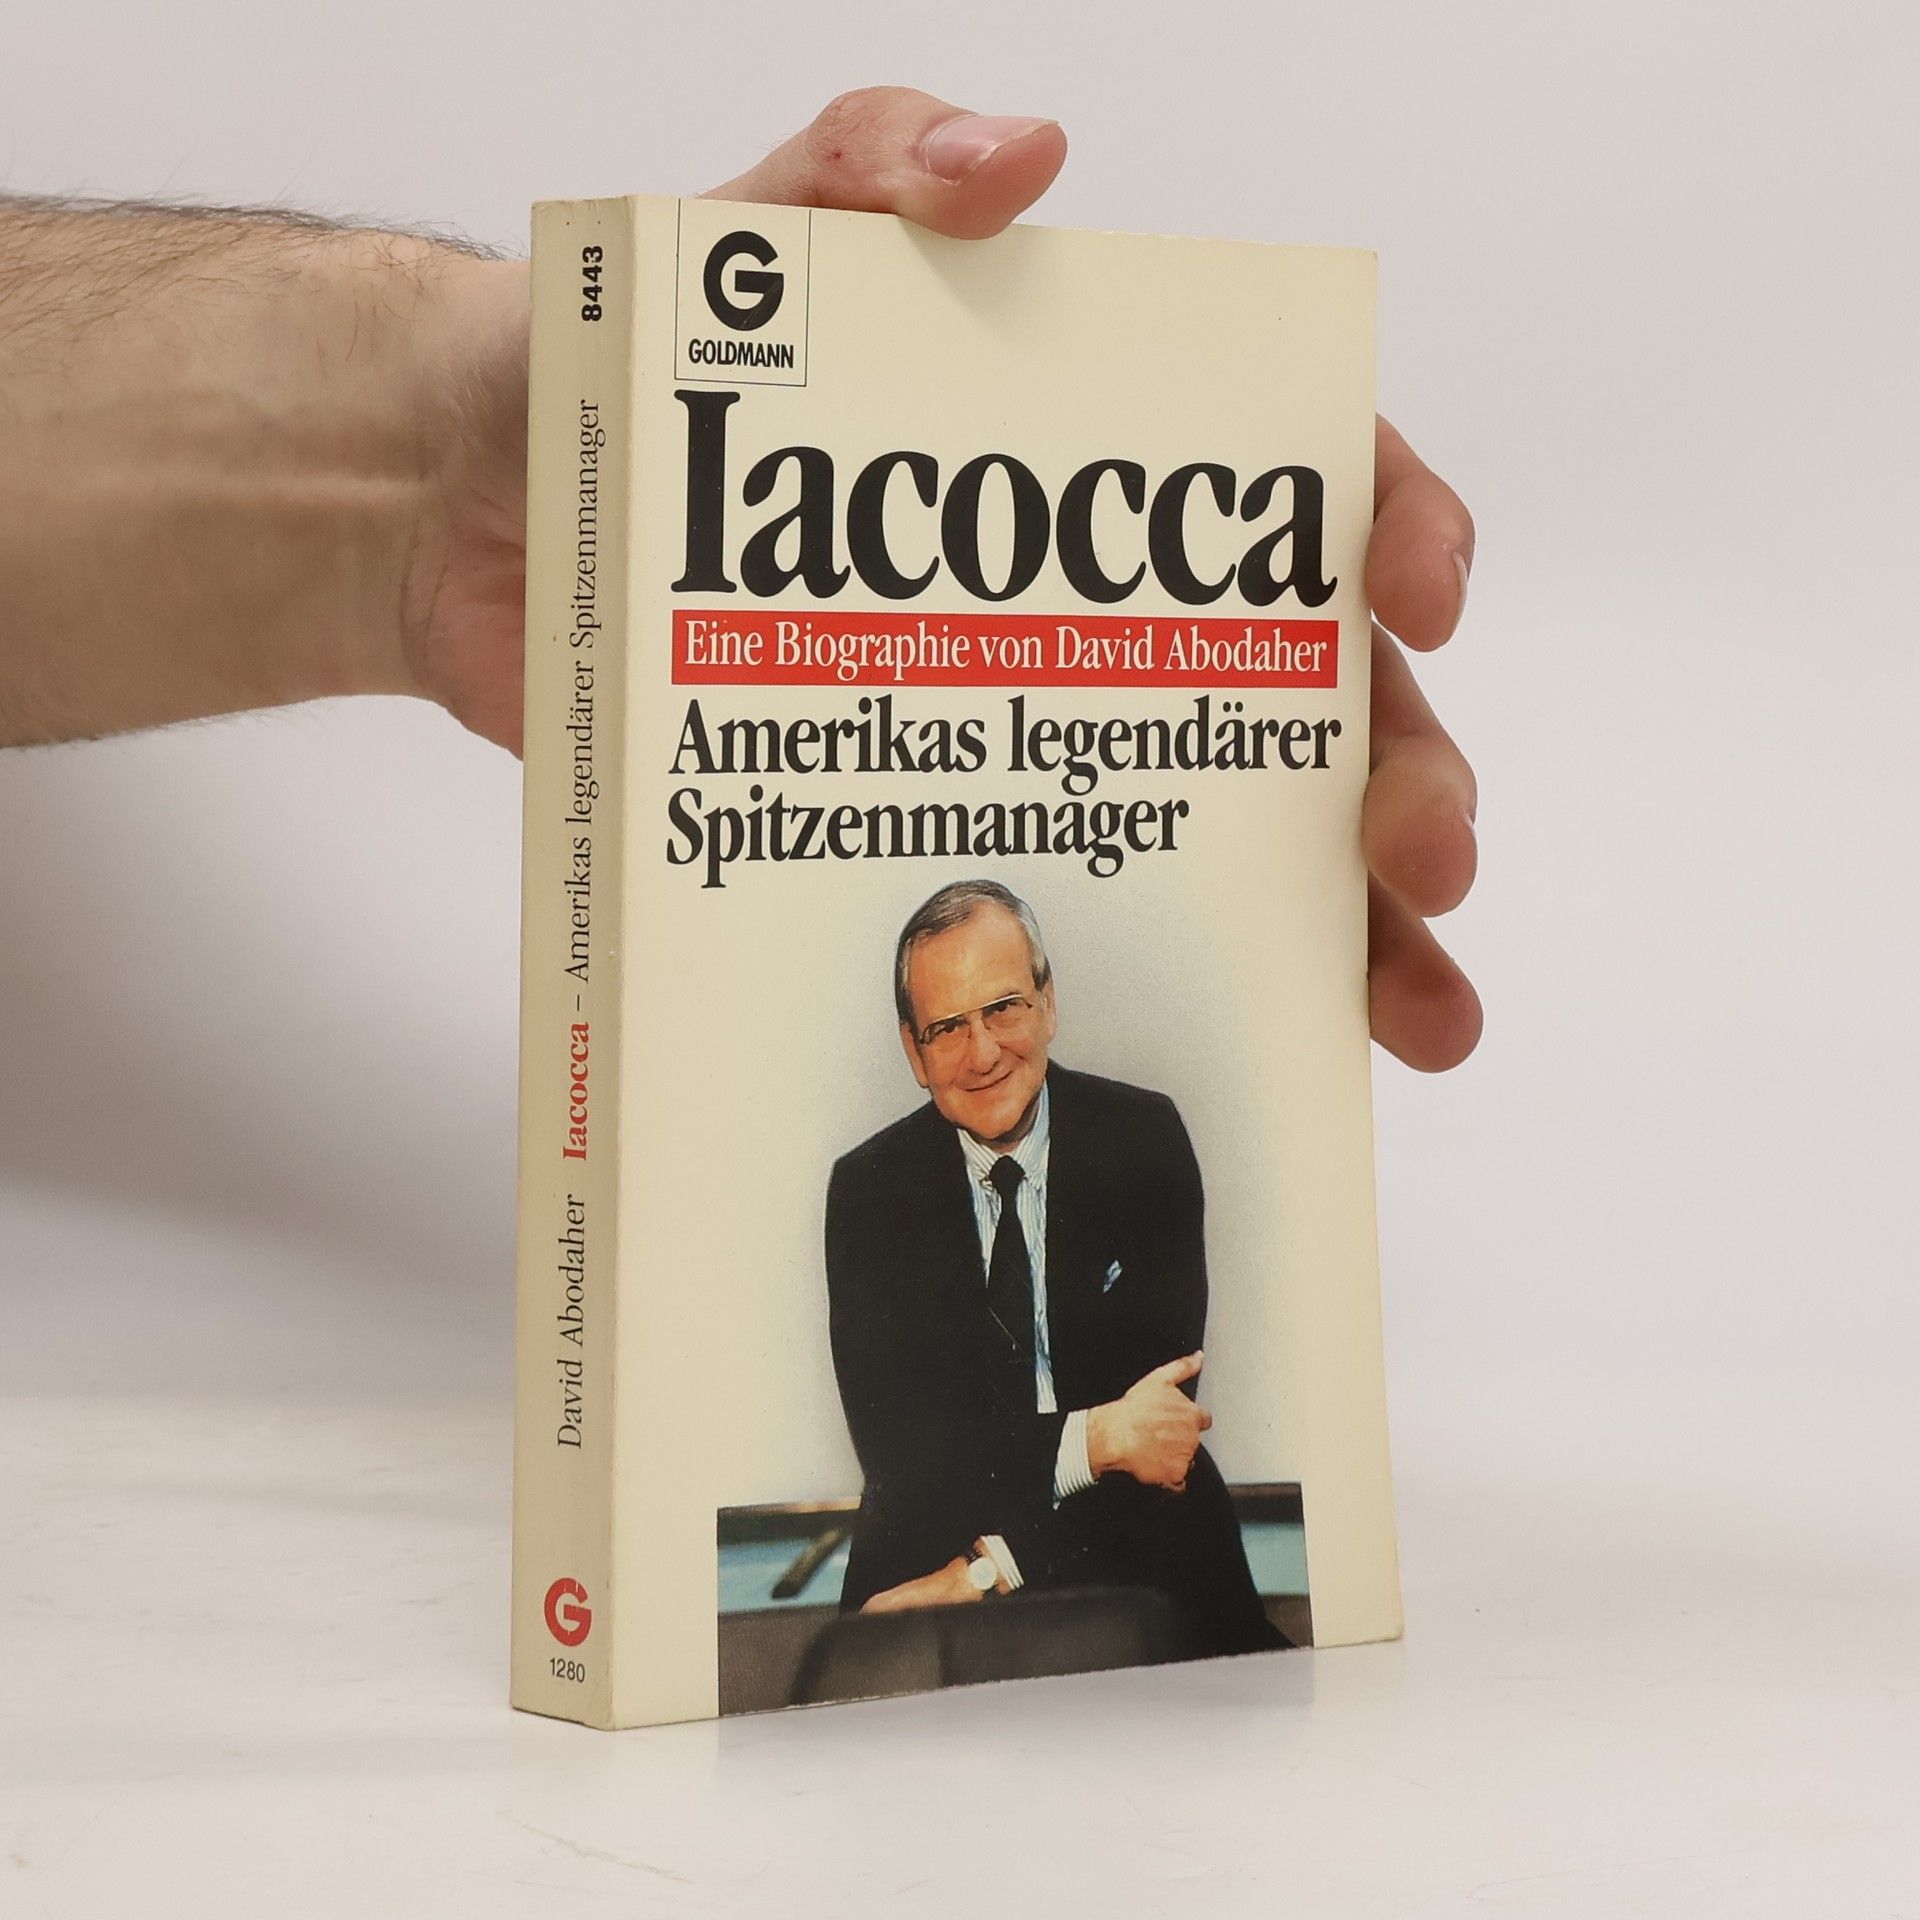 8443
David Abodaher Iacocca – Amerikas legendärer Spitzenmanager
G
1280
G
GOLDMANN
Iacocca
Eine Biographie von David Abodaher
Amerikas legendärer
Spitzenmanager